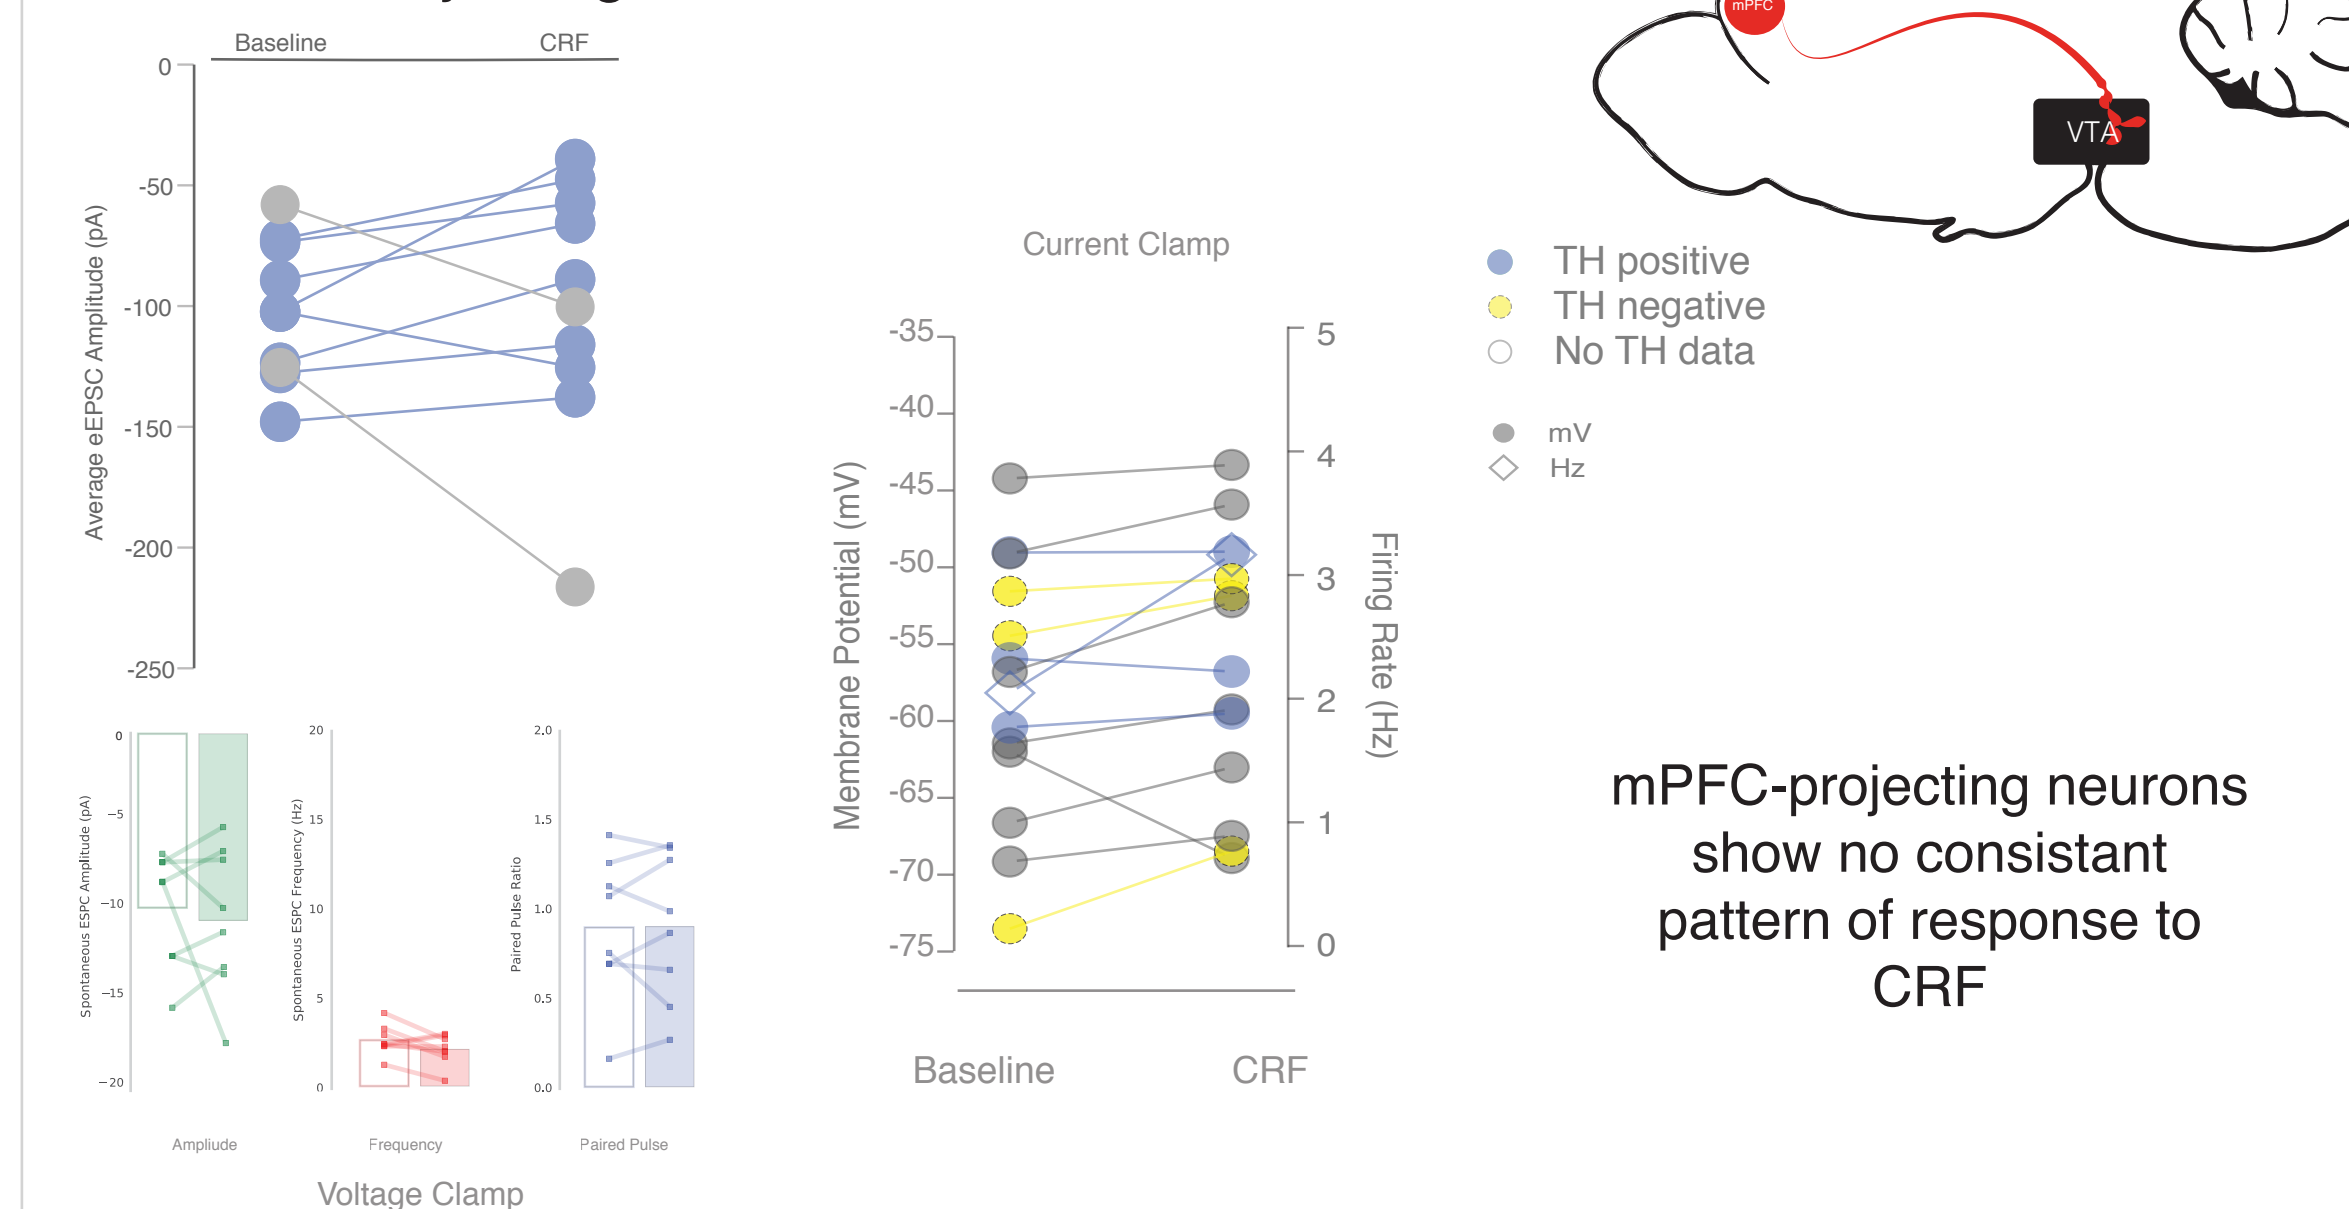 Baseline
CRF
0
-50
-100
-150
-200
-250
Average eEPSC Amplitude (pA)
0
−5
−10
−15
−20
Spontaneous ESPC Amplitude (pA)
Ampliude
20
15
10
5
0
Spontaneous ESPC Frequency (Hz)
Frequency
2.0
1.5
1.0
0.5
0.0
Paired Pulse Ratio
Paired Pulse
Voltage Clamp
Current Clamp
-35
-40
-45
-50
-55
-60
-65
-70
-75
Membrane Potential (mV)
5
4
3
2
1
0
Firing Rate (Hz)
Baseline
CRF
mPFC
VTA
TH positive
TH negative
No TH data
mV
Hz
mPFC-projecting neurons
show no consistant
pattern of response to
CRF